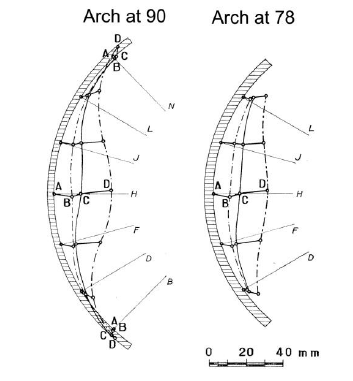 Arch at 90 Arch at 78
D
A C
B
N
L L
J J
A B C D H A B C D H
F F
D D
B
A B
C D
0 20 40 mm